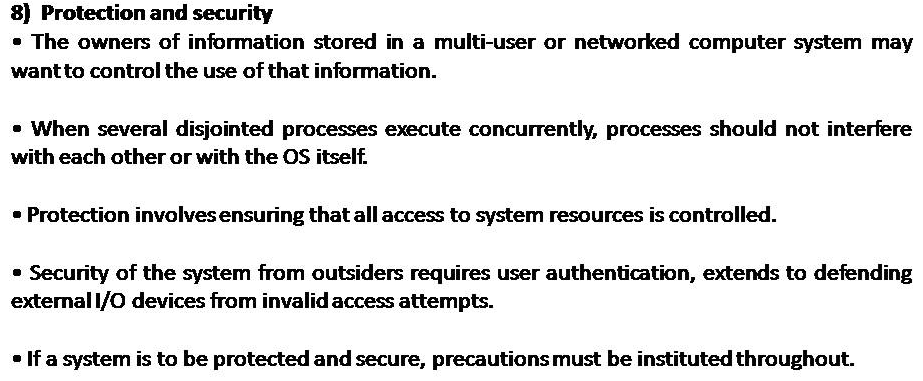 8) Protection and security
• The owners of information stored in a multi-user or networked computer system may
want to control the use of that information.
• When several disjointed processes execute concurrently, processes should not interfere
with each other or with the OS itself.
• Protection involves ensuring that all access to system resources is controlled.
• Security of the system from outsiders requires user authentication, extends to defending
external I/O devices from invalid access attempts.
• If a system is to be protected and secure, precautions must be instituted throughout.